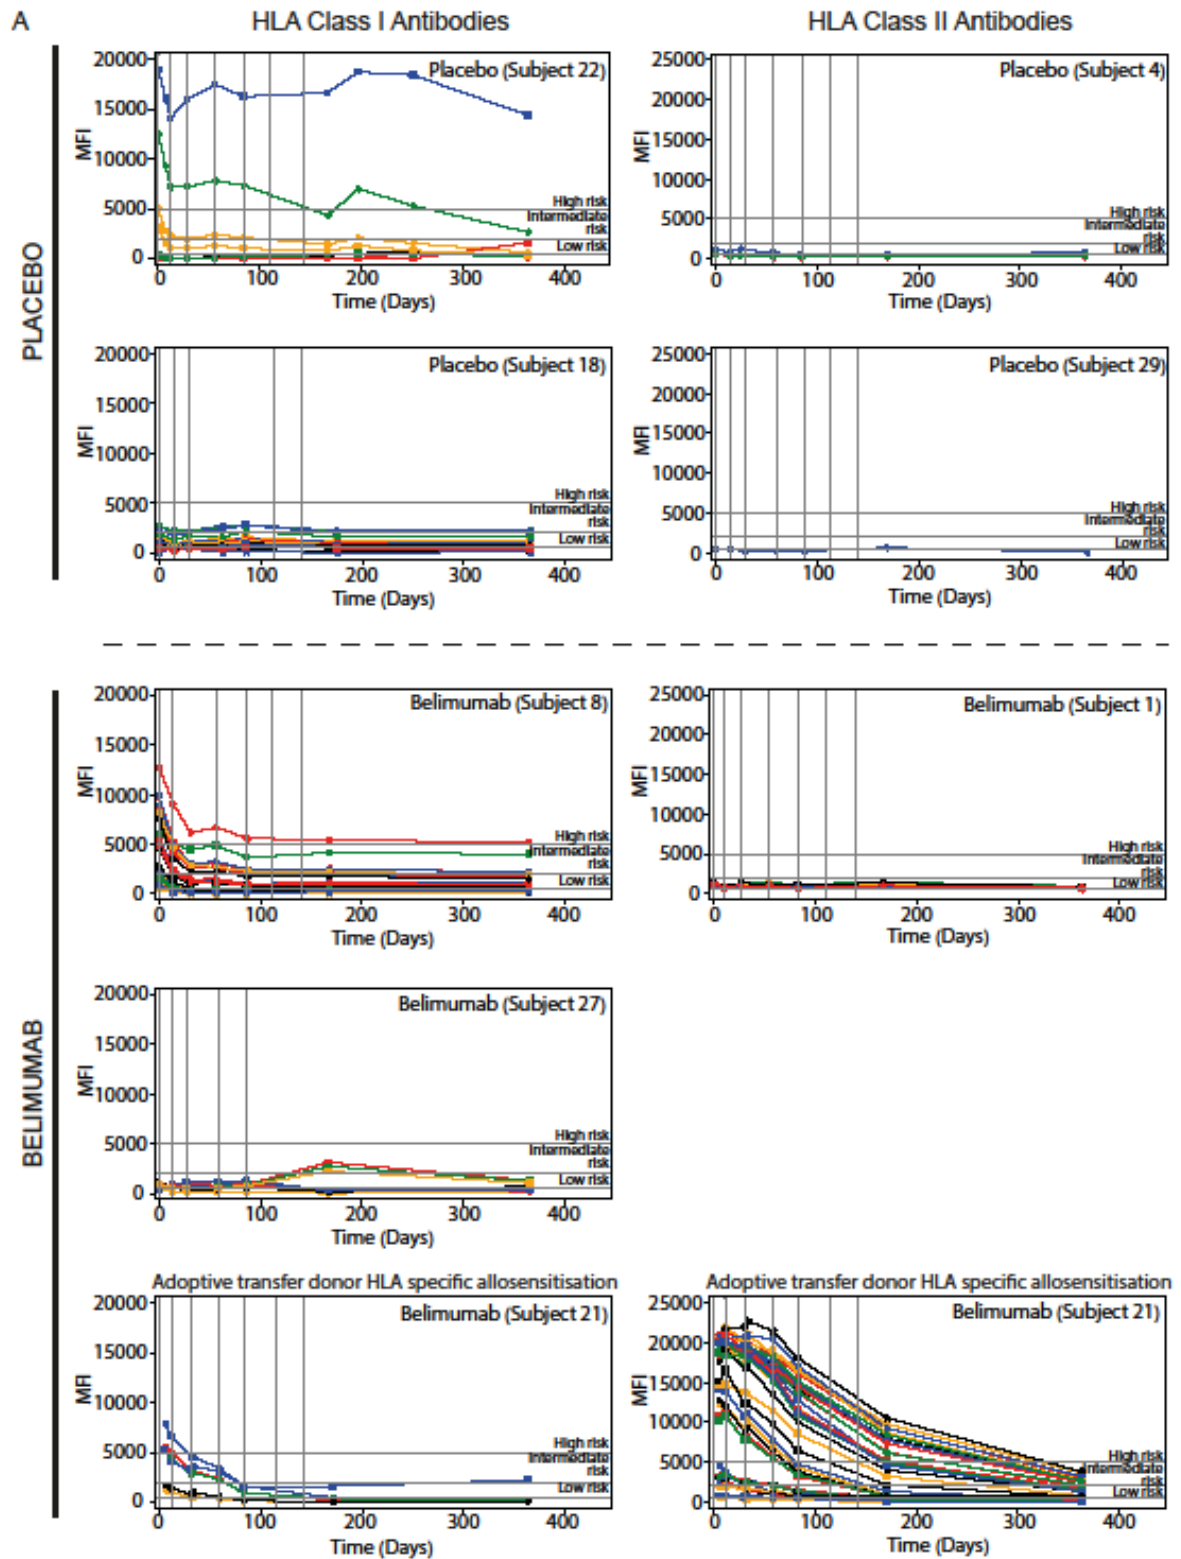 A
HLA Class I Antibodies
HLA Class II Antibodies
PLACEBO
20000
15000
10000
5000
0
MFI
Placebo (Subject 22)
High risk
Intermediate
risk
Low risk
0 100 200 300 400
Time (Days)
25000
20000
15000
10000
5000
0
MFI
Placebo (Subject 4)
High risk
Intermediate
risk
Low risk
0 100 200 300 400
Time (Days)
20000
15000
10000
5000
0
MFI
Placebo (Subject 18)
High risk
Intermediate
risk
Low risk
0 100 200 300 400
Time (Days)
25000
20000
15000
10000
5000
0
MFI
Placebo (Subject 29)
High risk
Intermediate
risk
Low risk
0 100 200 300 400
Time (Days)
BELIMUMAB
20000
15000
10000
5000
0
MFI
Belimumab (Subject 8)
High risk
Intermediate
risk
Low risk
0 100 200 300 400
Time (Days)
25000
20000
15000
10000
5000
0
MFI
Belimumab (Subject 1)
High risk
Intermediate
risk
Low risk
0 100 200 300 400
Time (Days)
20000
15000
10000
5000
0
MFI
Belimumab (Subject 27)
High risk
Intermediate
risk
Low risk
0 100 200 300 400
Time (Days)
Adoptive transfer donor HLA specific allosensitisation
20000
15000
10000
5000
0
MFI
Belimumab (Subject 21)
High risk
Intermediate
risk
Low risk
0 100 200 300 400
Time (Days)
Adoptive transfer donor HLA specific allosensitisation
25000
20000
15000
10000
5000
0
MFI
Belimumab (Subject 21)
High risk
Intermediate
risk
Low risk
0 100 200 300 400
Time (Days)